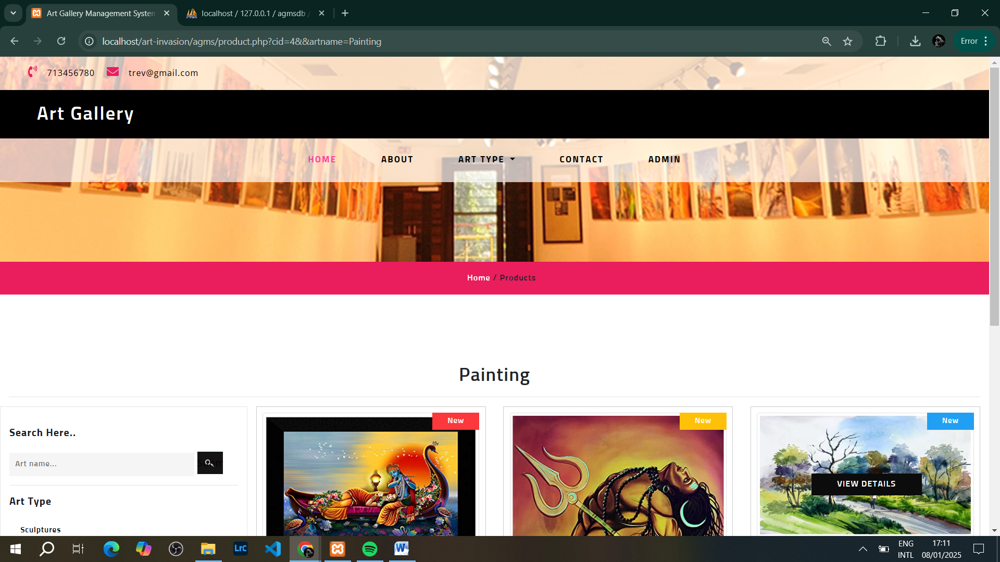 Art Gallery Management System
localhost / 127.0.0.1 / agmsdb /
localhost/art-invasion/agms/product.php?cid=4&&artname=Painting
Error
713456780
trev@gmail.com
Art Gallery
HOME
ABOUT
ART TYPE
CONTACT
ADMIN
Home / Products
Painting
Search Here..
Art name...
Art Type
Sculptures
New
New
New
VIEW DETAILS
LrC
ENG
INTL
17:11
08/01/2025